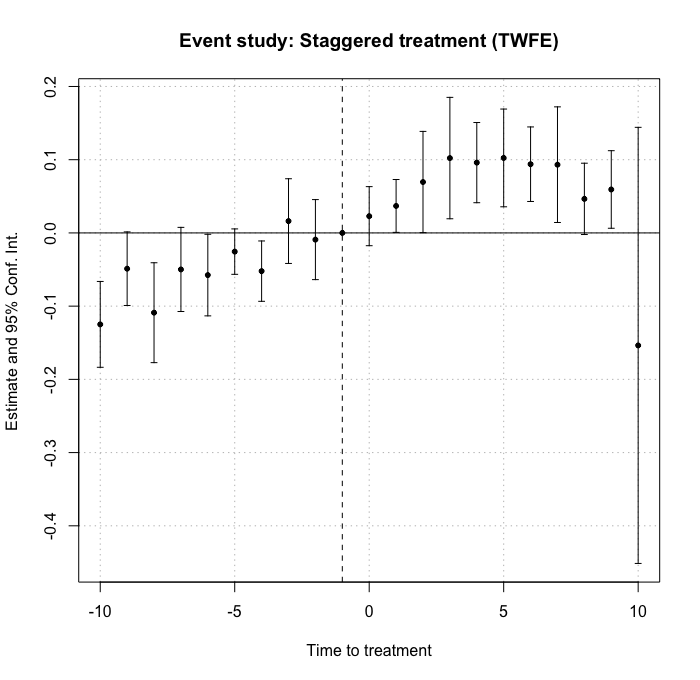 Event study: Staggered treatment (TWFE)
Estimate and 95% Conf. Int.
0.2
0.1
0.0
-0.1
-0.2
-0.3
-0.4
-10 -5 0 5 10
Time to treatment